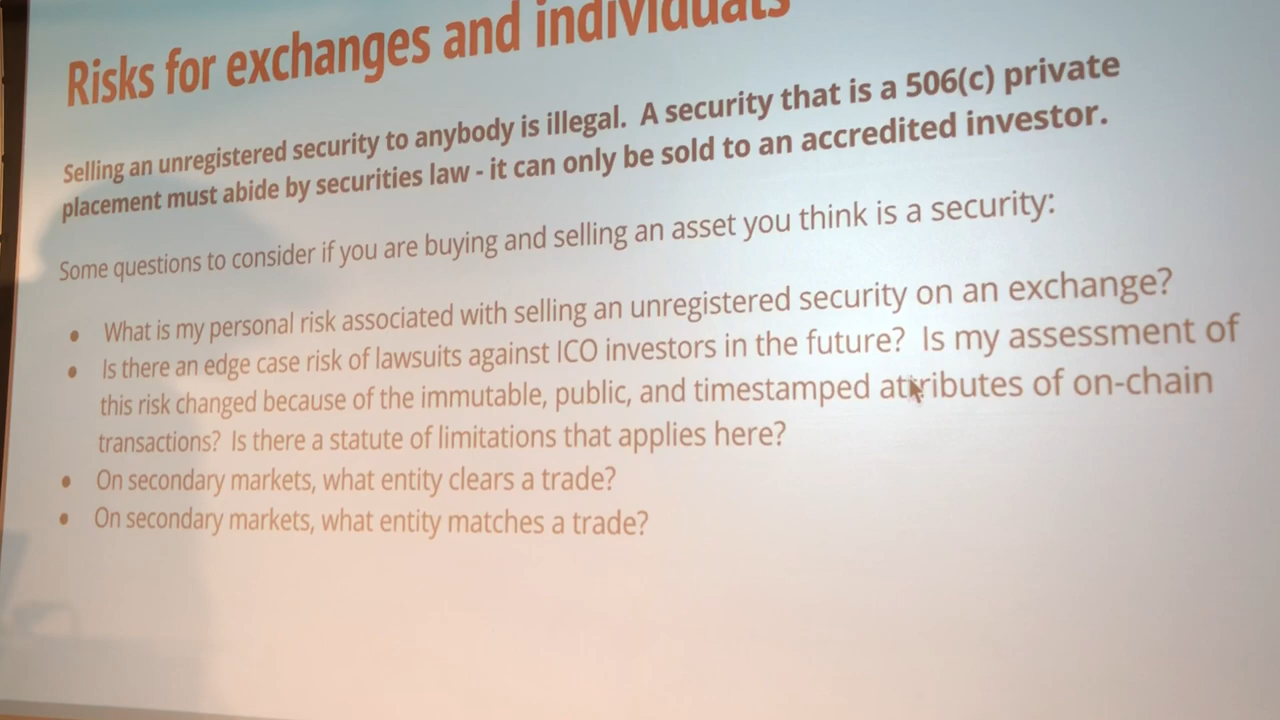 Risks for exchanges and individuals
Selling an unregistered security to anybody is illegal. A security that is a 506(c) private
placement must abide by securities law - it can only be sold to an accredited investor.
Some questions to consider if you are buying and selling an asset you think is a security:
• What is my personal risk associated with selling an unregistered security on an exchange?
• Is there an edge case risk of lawsuits against ICO investors in the future? Is my assessment of
this risk changed because of the immutable, public, and timestamped attributes of on-chain
transactions? Is there a statute of limitations that applies here?
• On secondary markets, what entity clears a trade?
• On secondary markets, what entity matches a trade?